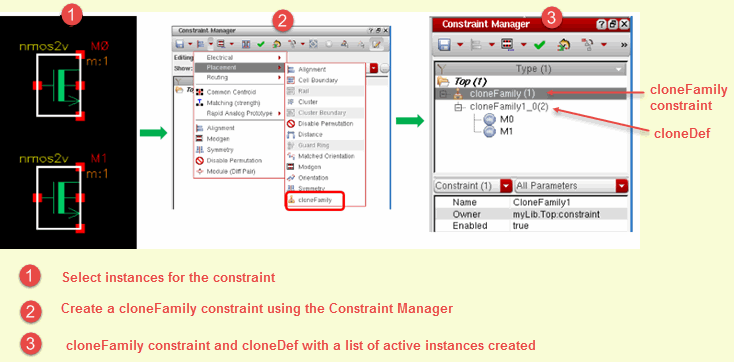 1
nmos2v M0
m:1
nmos2v M1
m:1
2
Constraint Manager
Editing
Show:
Electrical
Placement
Routing
Common Centroid
Matching (strength)
Rapid Analog Prototype
Alignment
Modgen
Symmetry
Disable Permutation
Module (Diff Pair)
Alignment
Cell Boundary
Rail
Cluster
Cluster Boundary
Disable Permutation
Distance
Guard Ring
Matched Orientation
Modgen
Orientation
Symmetry
cloneFamily
3
Constraint Manager
Type (1)
Top (1)
cloneFamily (1)
cloneFamily1_0(2)
M0
M1
Constraint (1) All Parameters
Name CloneFamily1
Owner myLib.Top:constraint
Enabled true
cloneFamily
constraint
cloneDef
1 Select instances for the constraint
2 Create a cloneFamily constraint using the Constraint Manager
3 cloneFamily constraint and cloneDef with a list of active instances created